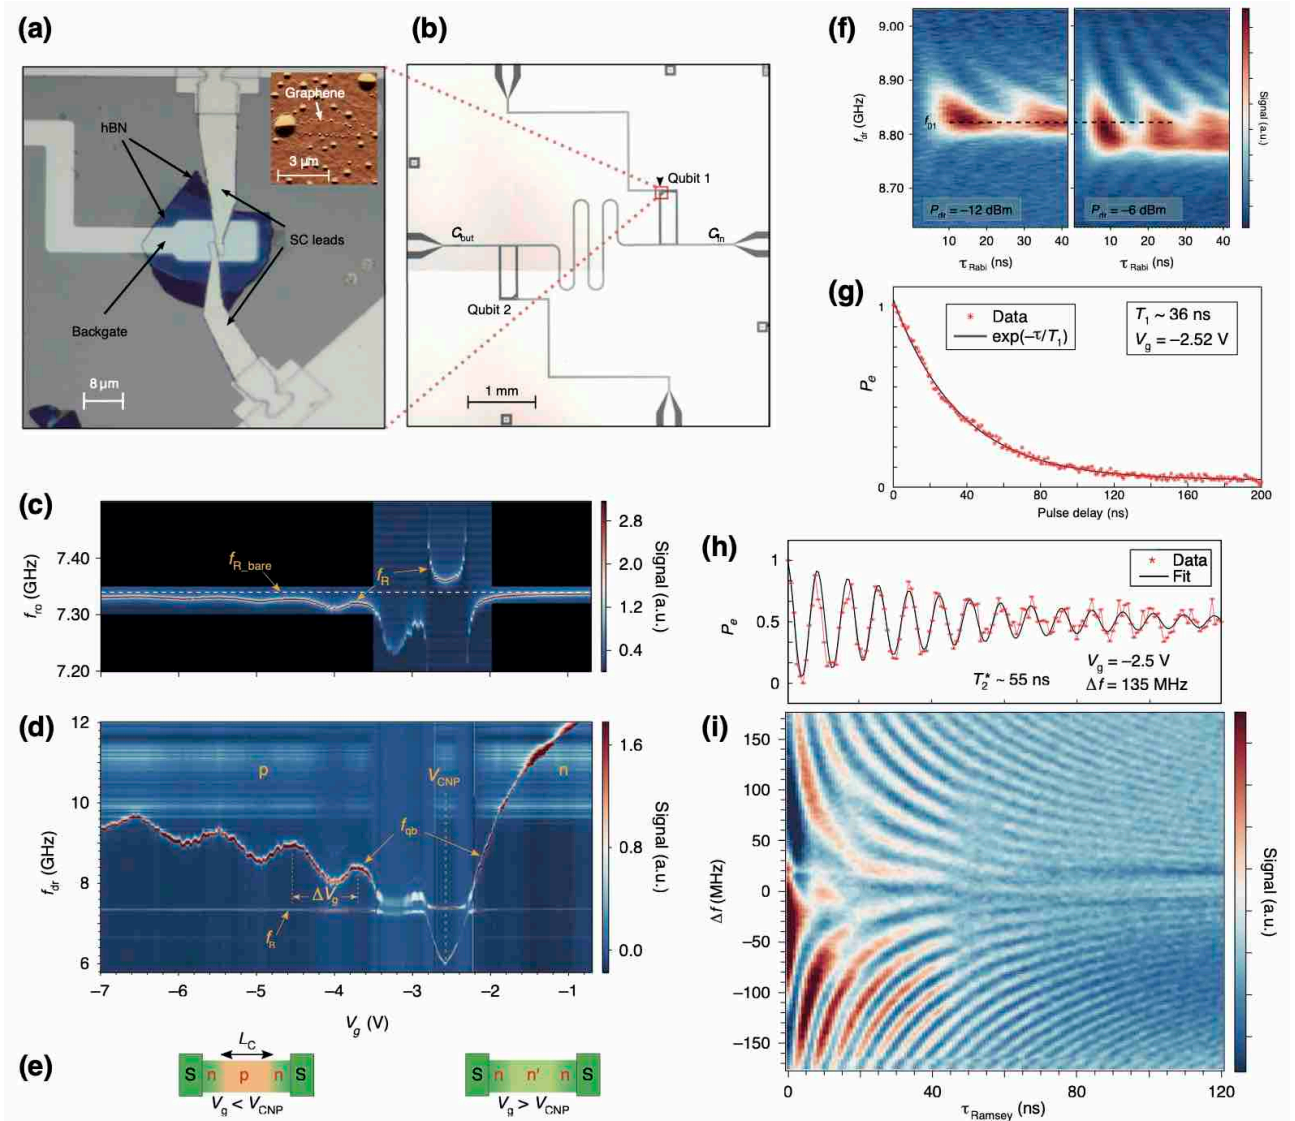 (a)
hBN
Graphene
3 μm
SC leads
Backgate
8 μm
(b)
Qubit 1
Cout
Cin
Qubit 2
1 mm
(c)
7.40
7.30
7.20
fro (GHz)
fR_bare
fR
2.8
2.0
1.2
0.4
Signal (a.u.)
(d)
12
10
8
6
fdr (GHz)
p
n
VCNP
fqb
ΔVg
fR
1.6
0.8
0.0
Signal (a.u.)
−7 −6 −5 −4 −3 −2 −1
Vg (V)
(e)
LC
S n p n S
Vg < VCNP
S n n' n S
Vg > VCNP
(f)
9.00
8.90
8.80
8.70
fdr (GHz)
f01
Pdr = −12 dBm
Pdr = −6 dBm
10 20 30 40
10 20 30 40
τRabi (ns)
τRabi (ns)
Signal (a.u.)
(g)
1
0
Pe
Data
exp(−τ/T1)
T1 ~ 36 ns
Vg = −2.52 V
0 40 80 120 160 200
Pulse delay (ns)
(h)
1
0.5
0
Pe
Data
Fit
T2* ~ 55 ns
Vg = −2.5 V
Δf = 135 MHz
(i)
150
100
50
0
−50
−100
−150
Δf (MHz)
0 40 80 120
τRamsey (ns)
Signal (a.u.)